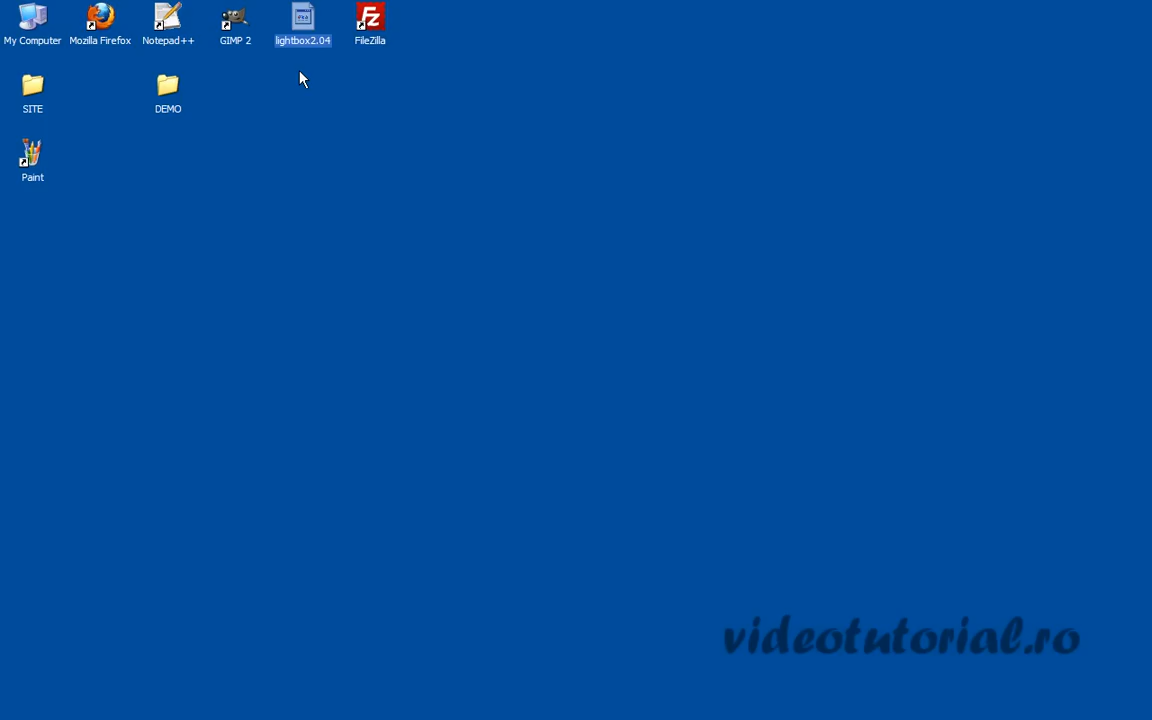 My Computer
Mozilla Firefox
Notepad++
GIMP 2
lightbox2.04
FileZilla
SITE
DEMO
Paint
videotutorial.ro